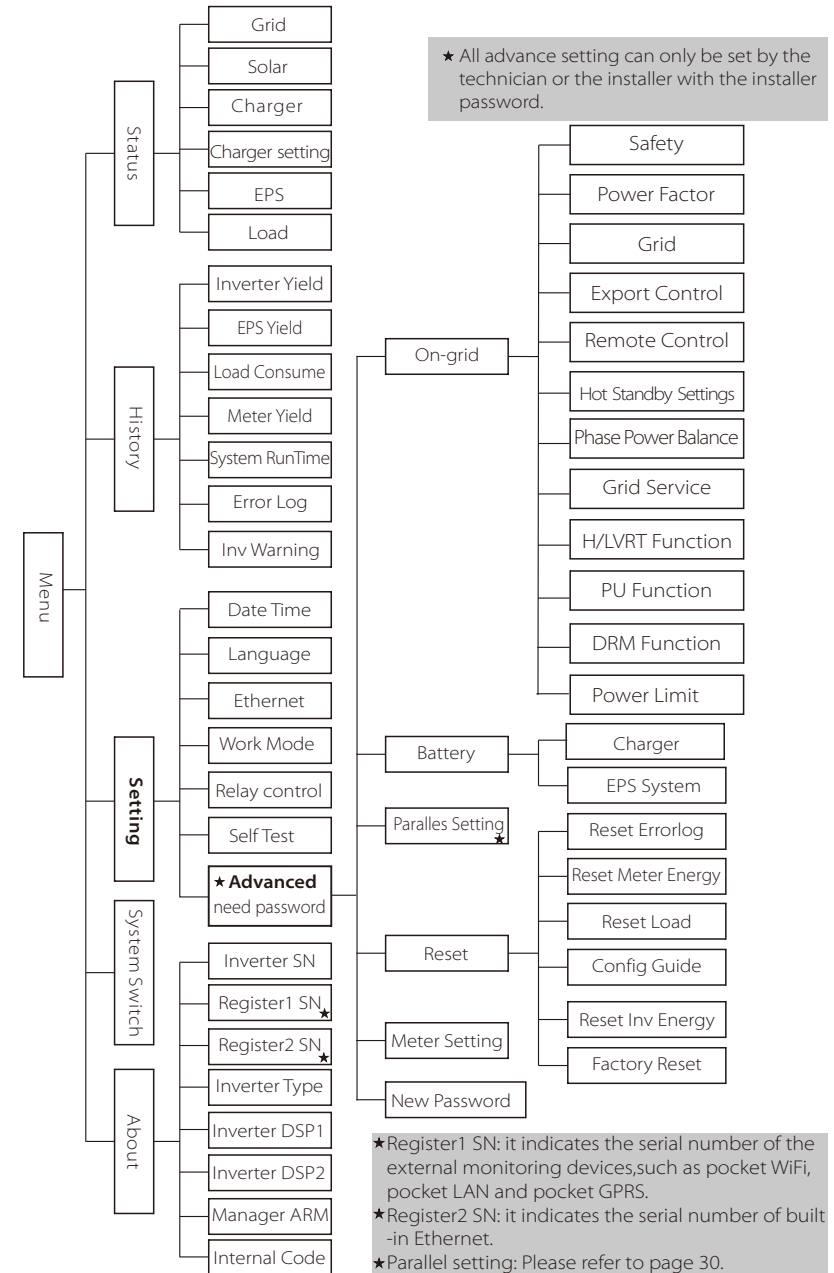 Menu
Status
Grid
Solar
Charger
Charger setting
EPS
Load
History
Inverter Yield
EPS Yield
Load Consume
Meter Yield
System RunTime
Error Log
Inv Warning
Setting
Date Time
Language
Ethernet
Work Mode
Relay control
Self Test
★ Advanced
need password
System Switch
About
Inverter SN
Register1 SN★
Register2 SN★
Inverter Type
Inverter DSP1
Inverter DSP2
Manager ARM
Internal Code
★ All advance setting can only be set by the
technician or the installer with the installer
password.
On-grid
Safety
Power Factor
Grid
Export Control
Remote Control
Hot Standby Settings
Phase Power Balance
Grid Service
H/LVRT Function
PU Function
DRM Function
Power Limit
Battery
Charger
EPS System
Paralles Setting★
Reset
Reset Errorlog
Reset Meter Energy
Reset Load
Config Guide
Reset Inv Energy
Factory Reset
Meter Setting
New Password
★Register1 SN: it indicates the serial number of the
external monitoring devices,such as pocket WiFi,
pocket LAN and pocket GPRS.
★Register2 SN: it indicates the serial number of built
-in Ethernet.
★Parallel setting: Please refer to page 30.